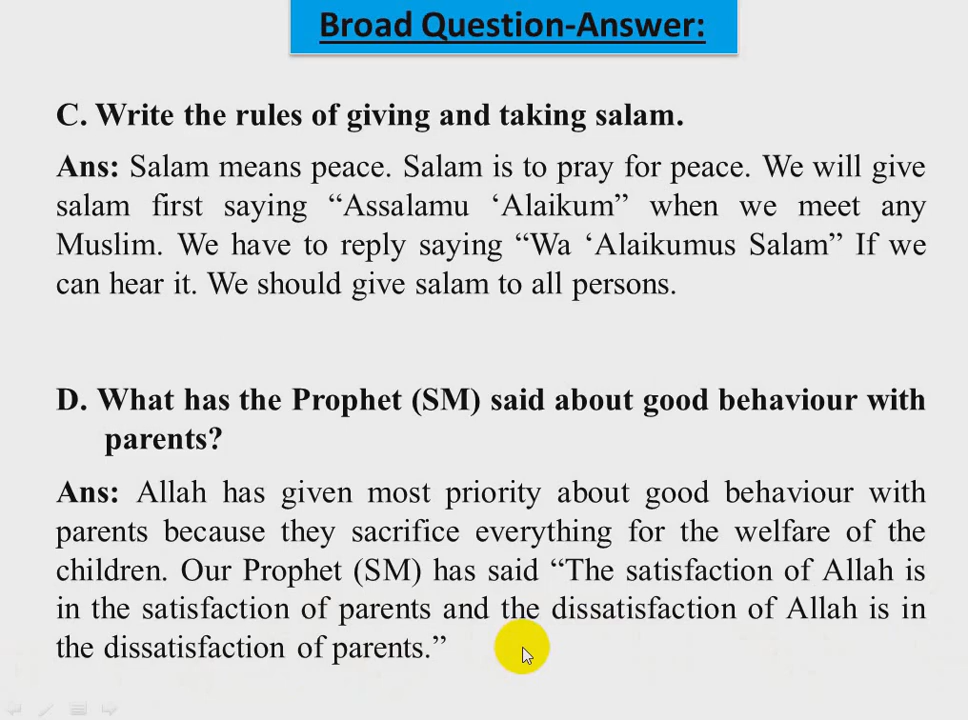 Broad Question-Answer:
C. Write the rules of giving and taking salam.
Ans: Salam means peace. Salam is to pray for peace. We will give
salam first saying “Assalamu ‘Alaikum” when we meet any
Muslim. We have to reply saying “Wa ‘Alaikumus Salam” If we
can hear it. We should give salam to all persons.
D. What has the Prophet (SM) said about good behaviour with
parents?
Ans: Allah has given most priority about good behaviour with
parents because they sacrifice everything for the welfare of the
children. Our Prophet (SM) has said “The satisfaction of Allah is
in the satisfaction of parents and the dissatisfaction of Allah is in
the dissatisfaction of parents.”